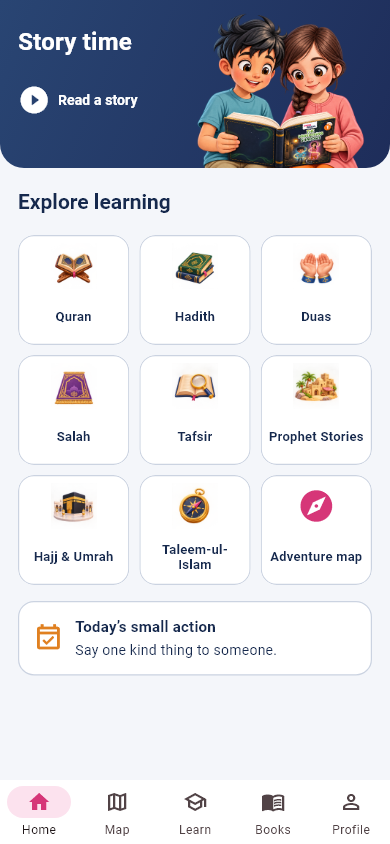 Story time
Read a story
Explore learning
Quran
Hadith
Duas
Salah
Tafsir
Prophet Stories
Hajj & Umrah
Taleem-ul-
Islam
Adventure map
Today’s small action
Say one kind thing to someone.
Home
Map
Learn
Books
Profile